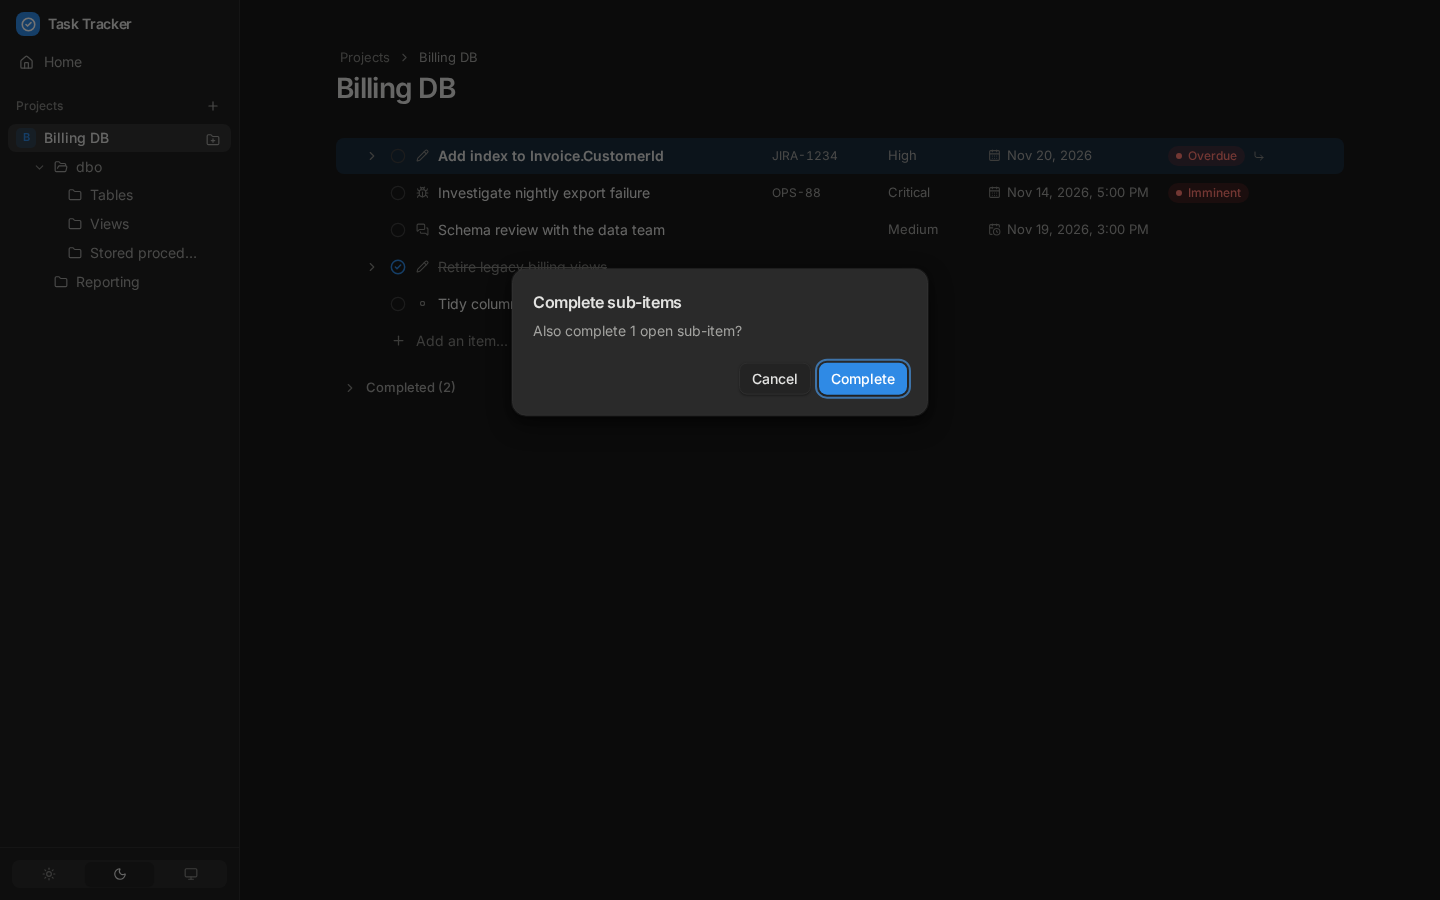 Task Tracker
Home
Projects
B Billing DB
dbo
Tables
Views
Stored proced...
Reporting
Projects > Billing DB
Billing DB
Add index to Invoice.CustomerId JIRA-1234 High Nov 20, 2026 Overdue
Investigate nightly export failure OPS-88 Critical Nov 14, 2026, 5:00 PM Imminent
Schema review with the data team Medium Nov 19, 2026, 3:00 PM
Retire legacy billing views
Tidy colum
Add an item...
Completed (2)
Complete sub-items
Also complete 1 open sub-item?
Cancel Complete